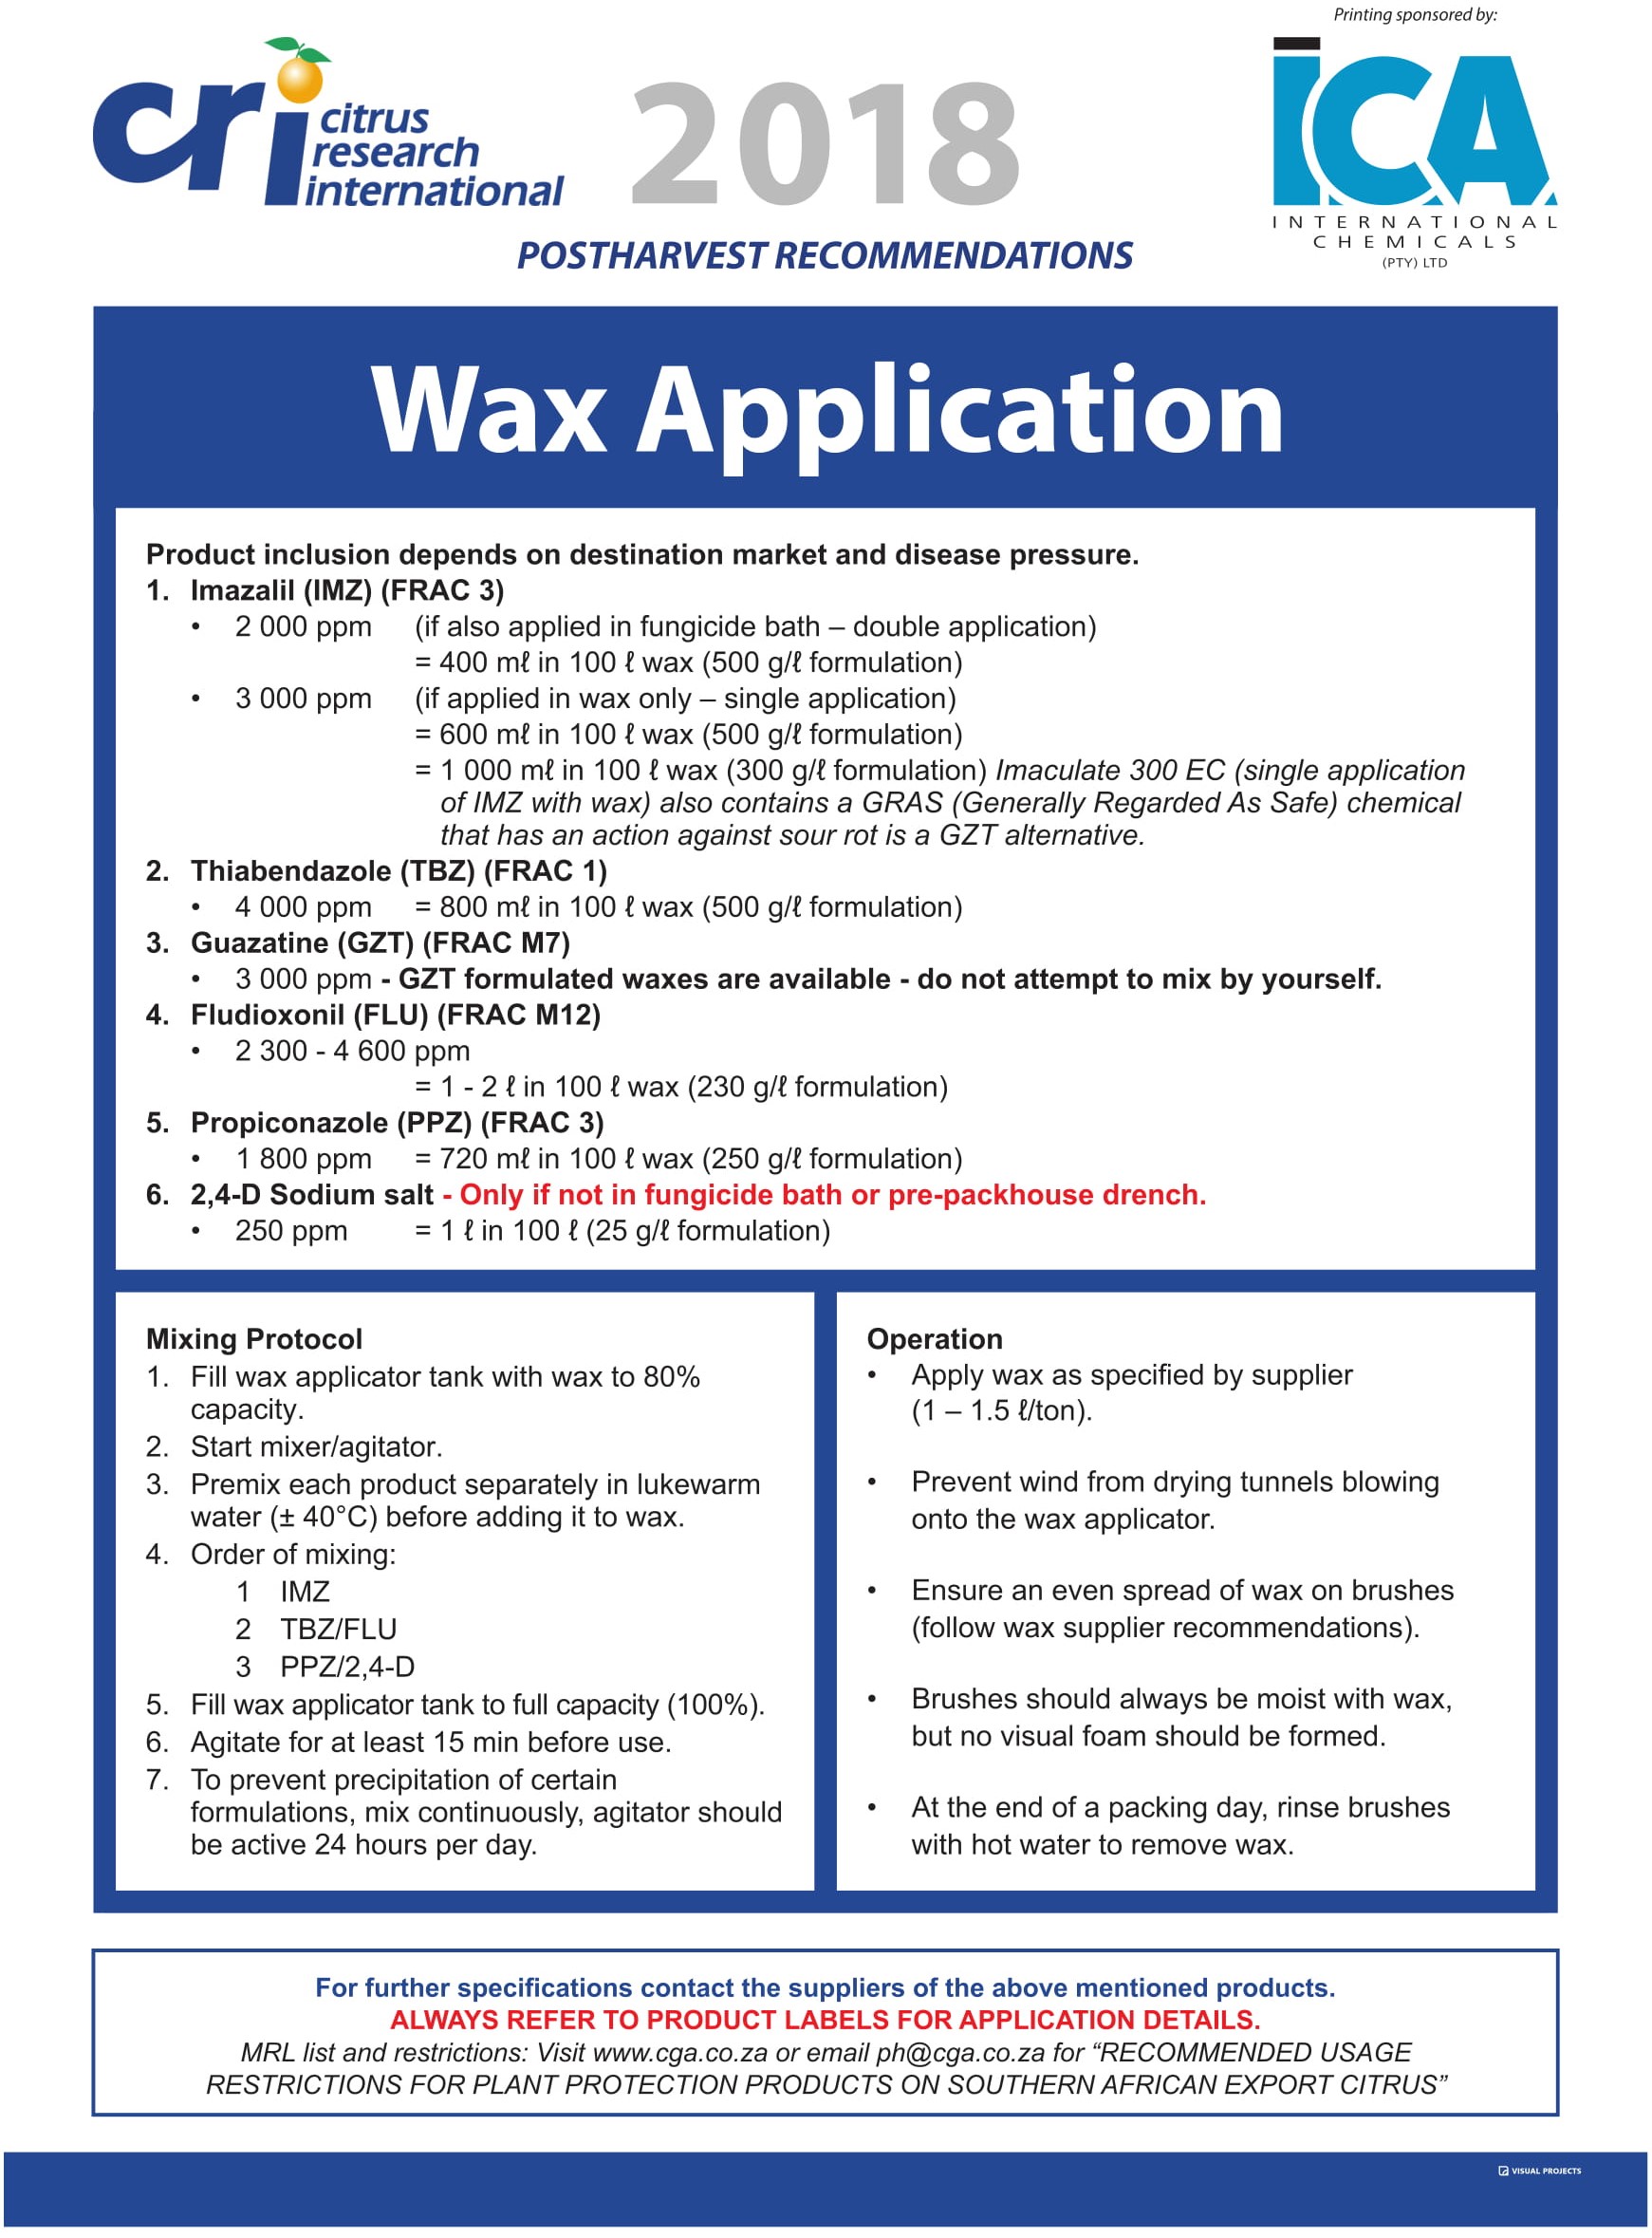 Printing sponsored by:
cri citrus
research
international
2018
ICA
INTERNATIONAL
CHEMICALS
(PTY) LTD
POSTHARVEST RECOMMENDATIONS
Wax Application
Product inclusion depends on destination market and disease pressure.
1. Imazalil (IMZ) (FRAC 3)
• 2 000 ppm (if also applied in fungicide bath – double application)
= 400 mℓ in 100 ℓ wax (500 g/ℓ formulation)
• 3 000 ppm (if applied in wax only – single application)
= 600 mℓ in 100 ℓ wax (500 g/ℓ formulation)
= 1 000 mℓ in 100 ℓ wax (300 g/ℓ formulation) Imaculate 300 EC (single application
of IMZ with wax) also contains a GRAS (Generally Regarded As Safe) chemical
that has an action against sour rot is a GZT alternative.
2. Thiabendazole (TBZ) (FRAC 1)
• 4 000 ppm = 800 mℓ in 100 ℓ wax (500 g/ℓ formulation)
3. Guazatine (GZT) (FRAC M7)
• 3 000 ppm - GZT formulated waxes are available - do not attempt to mix by yourself.
4. Fludioxonil (FLU) (FRAC M12)
• 2 300 - 4 600 ppm
= 1 - 2 ℓ in 100 ℓ wax (230 g/ℓ formulation)
5. Propiconazole (PPZ) (FRAC 3)
• 1 800 ppm = 720 mℓ in 100 ℓ wax (250 g/ℓ formulation)
6. 2,4-D Sodium salt - Only if not in fungicide bath or pre-packhouse drench.
• 250 ppm = 1 ℓ in 100 ℓ (25 g/ℓ formulation)
Mixing Protocol
1. Fill wax applicator tank with wax to 80%
capacity.
2. Start mixer/agitator.
3. Premix each product separately in lukewarm
water (± 40°C) before adding it to wax.
4. Order of mixing:
1 IMZ
2 TBZ/FLU
3 PPZ/2,4-D
5. Fill wax applicator tank to full capacity (100%).
6. Agitate for at least 15 min before use.
7. To prevent precipitation of certain
formulations, mix continuously, agitator should
be active 24 hours per day.
Operation
• Apply wax as specified by supplier
(1 – 1.5 ℓ/ton).
• Prevent wind from drying tunnels blowing
onto the wax applicator.
• Ensure an even spread of wax on brushes
(follow wax supplier recommendations).
• Brushes should always be moist with wax,
but no visual foam should be formed.
• At the end of a packing day, rinse brushes
with hot water to remove wax.
For further specifications contact the suppliers of the above mentioned products.
ALWAYS REFER TO PRODUCT LABELS FOR APPLICATION DETAILS.
MRL list and restrictions: Visit www.cga.co.za or email ph@cga.co.za for “RECOMMENDED USAGE
RESTRICTIONS FOR PLANT PROTECTION PRODUCTS ON SOUTHERN AFRICAN EXPORT CITRUS”
VISUAL PROJECTS